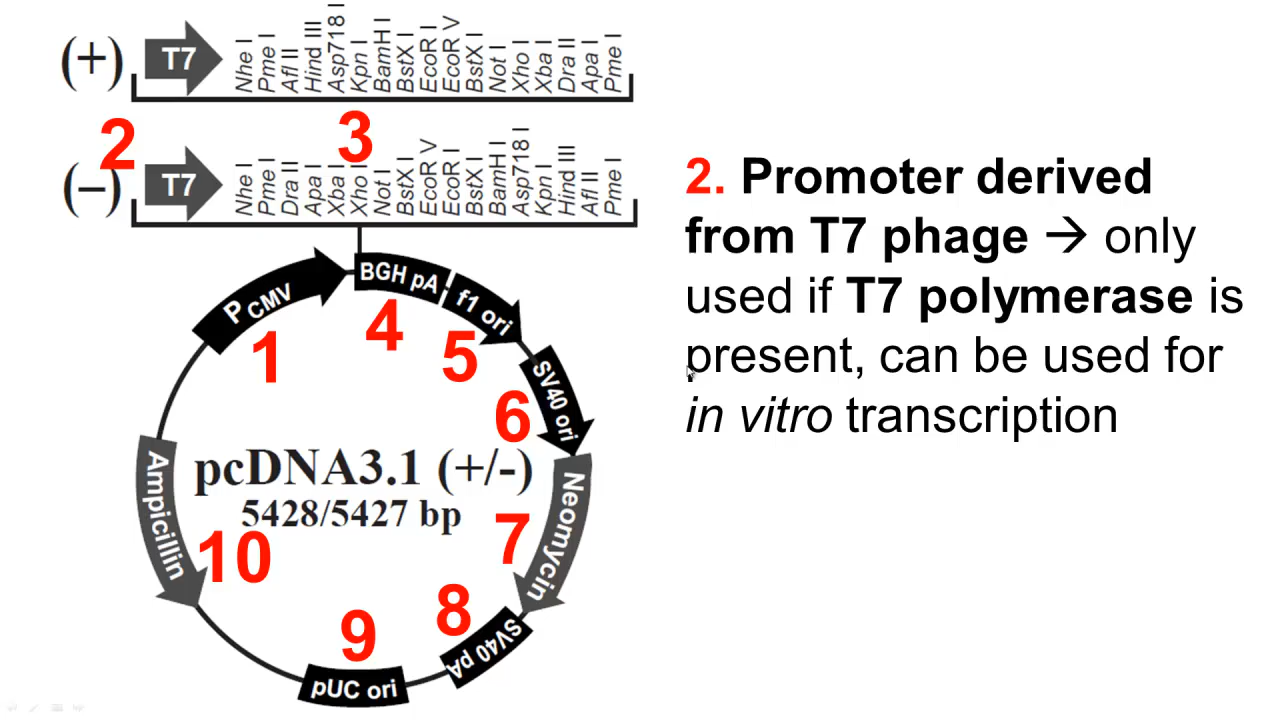 (+) T7 Nhe I Pme I Afl II Hind III Asp718 I Kpn I BamH I BstX I EcoR I EcoR V BstX I Not I Xho I Xba I Dra II Apa I Pme I
2
3
(–) T7 Nhe I Pme I Dra II Apa I Xba I Xho I Not I BstX I EcoR V EcoR I BstX I BamH I Asp718 I Kpn I Hind III Afl II Pme I
PCMV
BGH pA
f1 ori
1
4
5
SV40 ori
6
pcDNA3.1 (+/-)
5428/5427 bp
Ampicillin
Neomycin
7
10
8
SV40 pA
9
pUC ori
2. Promoter derived
from T7 phage → only
used if T7 polymerase is
present, can be used for
in vitro transcription